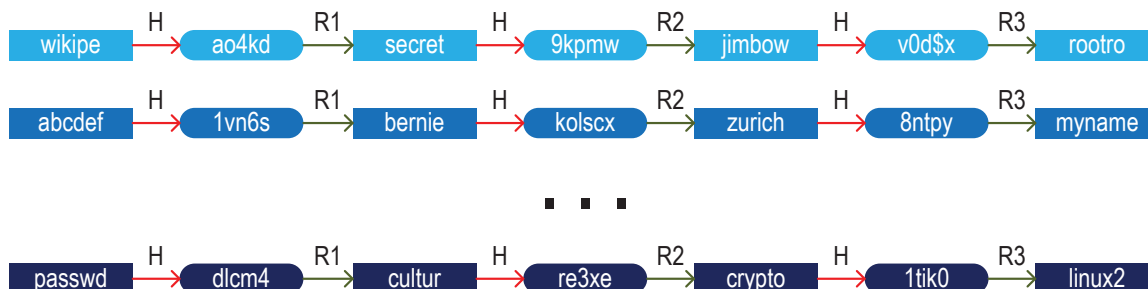 H R1 H R2 H R3
wikipe ao4kd secret 9kpmw jimbow v0d$x rootro
H R1 H R2 H R3
abcdef 1vn6s bernie kolscx zurich 8ntpy myname
. . .
H R1 H R2 H R3
passwd dlcm4 cultur re3xe crypto 1tik0 linux2